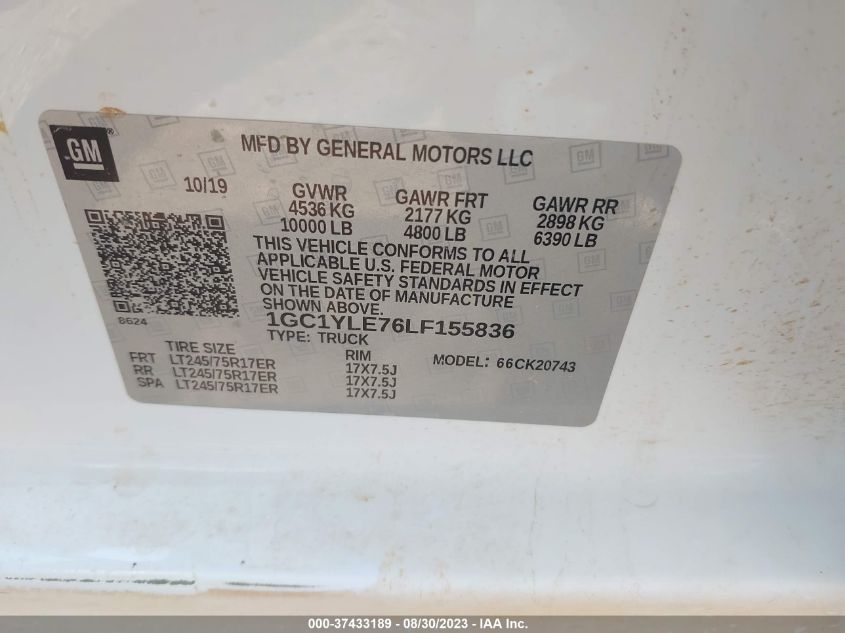 GM
MFD BY GENERAL MOTORS LLC
10/19 GVWR GAWR FRT GAWR RR
4536 KG 2177 KG 2898 KG
10000 LB 4800 LB 6390 LB
THIS VEHICLE CONFORMS TO ALL
APPLICABLE U.S. FEDERAL MOTOR
VEHICLE SAFETY STANDARDS IN EFFECT
ON THE DATE OF MANUFACTURE
SHOWN ABOVE.
8624
1GC1YLE76LF155836
TYPE: TRUCK
TIRE SIZE RIM MODEL: 66CK20743
FRT LT245/75R17ER 17X7.5J
RR LT245/75R17ER 17X7.5J
SPA LT245/75R17ER 17X7.5J
000-37433189 - 08/30/2023 - IAA Inc.